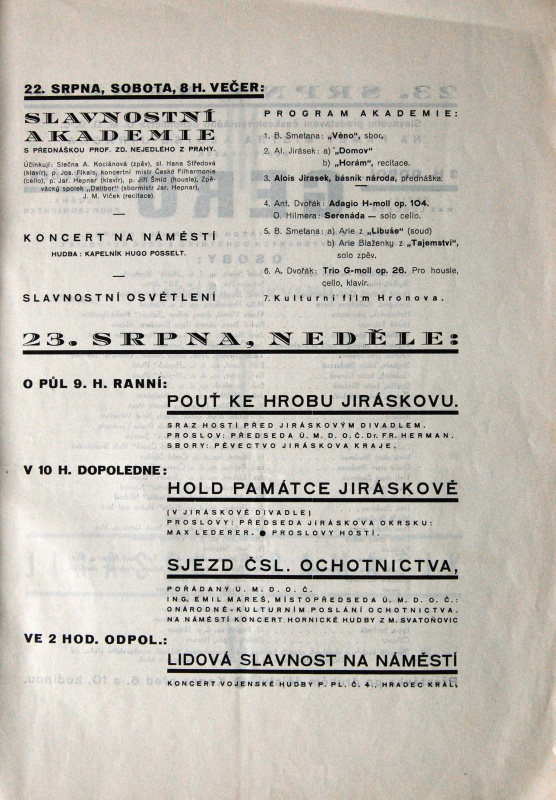 22. SRPNA, SOBOTA, 8 H. VEČER:
SLAVNOSTNÍ
AKADEMIE
S PŘEDNÁŠKOU PROF. ZD. NEJEDLÉHO Z PRAHY.
Účinkují: Slečna A. Kociánová (zpěv), sl. Hana Středová
(klavír), p. Jos. Fikais, koncertní mistr České Filharmonie
(cello), p. Jar. Hepnar (klavír), p. Jiří Šmíd (housle), Zpě-
vácký spolek „Dalibor“ (sbormistr Jar. Hepnar),
J. M. Vlček (recitace).
KONCERT NA NÁMĚSTÍ
HUDBA: KAPELNÍK HUGO POSSELT.
SLAVNOSTNÍ OSVĚTLENÍ
PROGRAM AKADEMIE:
1. B. Smetana: „Věno“, sbor.
2. Al. Jirásek: a) „Domov“
b) „Horám“, recitace.
3. Alois Jirasek, básník národa, přednáška.
4. Ant. Dvořák: Adagio H-moll op. 104.
O. Hilmera: Serenáda — solo cello.
5. B. Smetana: a) Arie z „Libuše“ (soud)
b) Arie Blaženky z „Tajemství“,
solo zpěv.
6. A. Dvořák: Trio G-moll op. 26. Pro housle,
cello, klavír.
7. Kulturní film Hronova.
23. SRPNA, NEDĚLE:
O PŮL 9. H. RANNÍ:
POUŤ KE HROBU JIRÁSKOVU.
SRAZ HOSTÍ PŘED JIRÁSKOVÝM DIVADLEM.
PROSLOV: PŘEDSEDA Ú. M. D. O. Č. Dr. FR. HERMAN.
SBORY: PĚVECTVO JIRÁSKOVA KRAJE.
V 10 H. DOPOLEDNE:
HOLD PAMÁTCE JIRÁSKOVĚ
(V JIRÁSKOVĚ DIVADLE)
PROSLOVY: PŘEDSEDA JIRÁSKOVA OKRSKU:
MAX LEDERER. ● PROSLOVY HOSTÍ.
SJEZD ČSL. OCHOTNICTVA,
POŘÁDANÝ Ú. M. D. O. Č.
ING. EMIL MAREŠ, MÍSTOPŘEDSEDA Ú. M. D. O. Č.:
O NÁRODNĚ-KULTURNÍM POSLÁNÍ OCHOTNICTVA.
NA NÁMĚSTÍ KONCERT HORNICKÉ HUDBY Z M. SVATOŇOVIC
VE 2 HOD. ODPOL.:
LIDOVÁ SLAVNOST NA NÁMĚSTÍ
KONCERT VOJENSKÉ HUDBY P. PL. Č. 4., HRADEC KRÁL.